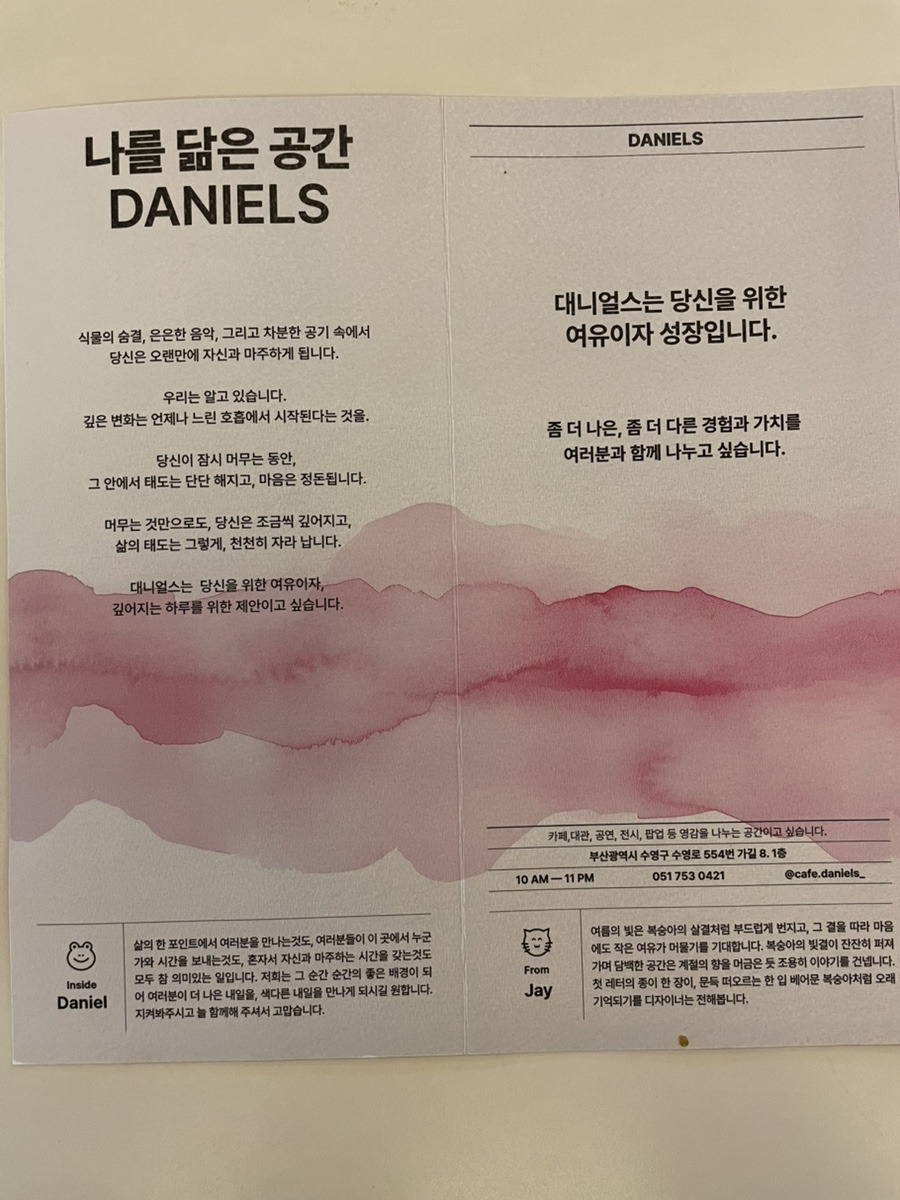 나를 닮은 공간
DANIELS
식물의 숨결, 은은한 음악, 그리고 차분한 공기 속에서
당신은 오랜만에 자신과 마주하게 됩니다.
우리는 알고 있습니다.
깊은 변화는 언제나 느린 호흡에서 시작된다는 것을.
당신이 잠시 머무는 동안,
그 안에서 태도는 단단 해지고, 마음은 정돈됩니다.
머무는 것만으로도, 당신은 조금씩 깊어지고,
삶의 태도는 그렇게, 천천히 자라 납니다.
대니얼스는 당신을 위한 여유이자,
깊어지는 하루를 위한 제안이고 싶습니다.
Inside
Daniel
삶의 한 포인트에서 여러분을 만나는것도, 여러분들이 이 곳에서 누군
가와 시간을 보내는것도, 혼자서 자신과 마주하는 시간을 갖는것도
모두 참 의미있는 일입니다. 저희는 그 순간 순간의 좋은 배경이 되
어 여러분이 더 나은 내일을, 색다른 내일을 만나게 되시길 원합니다.
지켜봐주시고 늘 함께해 주셔서 고맙습니다.
DANIELS
대니얼스는 당신을 위한
여유이자 성장입니다.
좀 더 나은, 좀 더 다른 경험과 가치를
여러분과 함께 나누고 싶습니다.
카페,대관, 공연, 전시, 팝업 등 영감을 나누는 공간이고 싶습니다.
부산광역시 수영구 수영로 554번 가길 8. 1층
10 AM — 11 PM 051 753 0421 @cafe.daniels_
From
Jay
여름의 빛은 복숭아의 살결처럼 부드럽게 번지고, 그 결을 따라 마음
에도 작은 여유가 머물기를 기대합니다. 복숭아의 빛결이 잔잔히 퍼져
가며 담백한 공간은 계절의 향을 머금은 듯 조용히 이야기를 건넵니다.
첫 레터의 종이 한 장이, 문득 떠오르는 한 입 베어문 복숭아처럼 오래
기억되기를 디자이너는 전해봅니다.